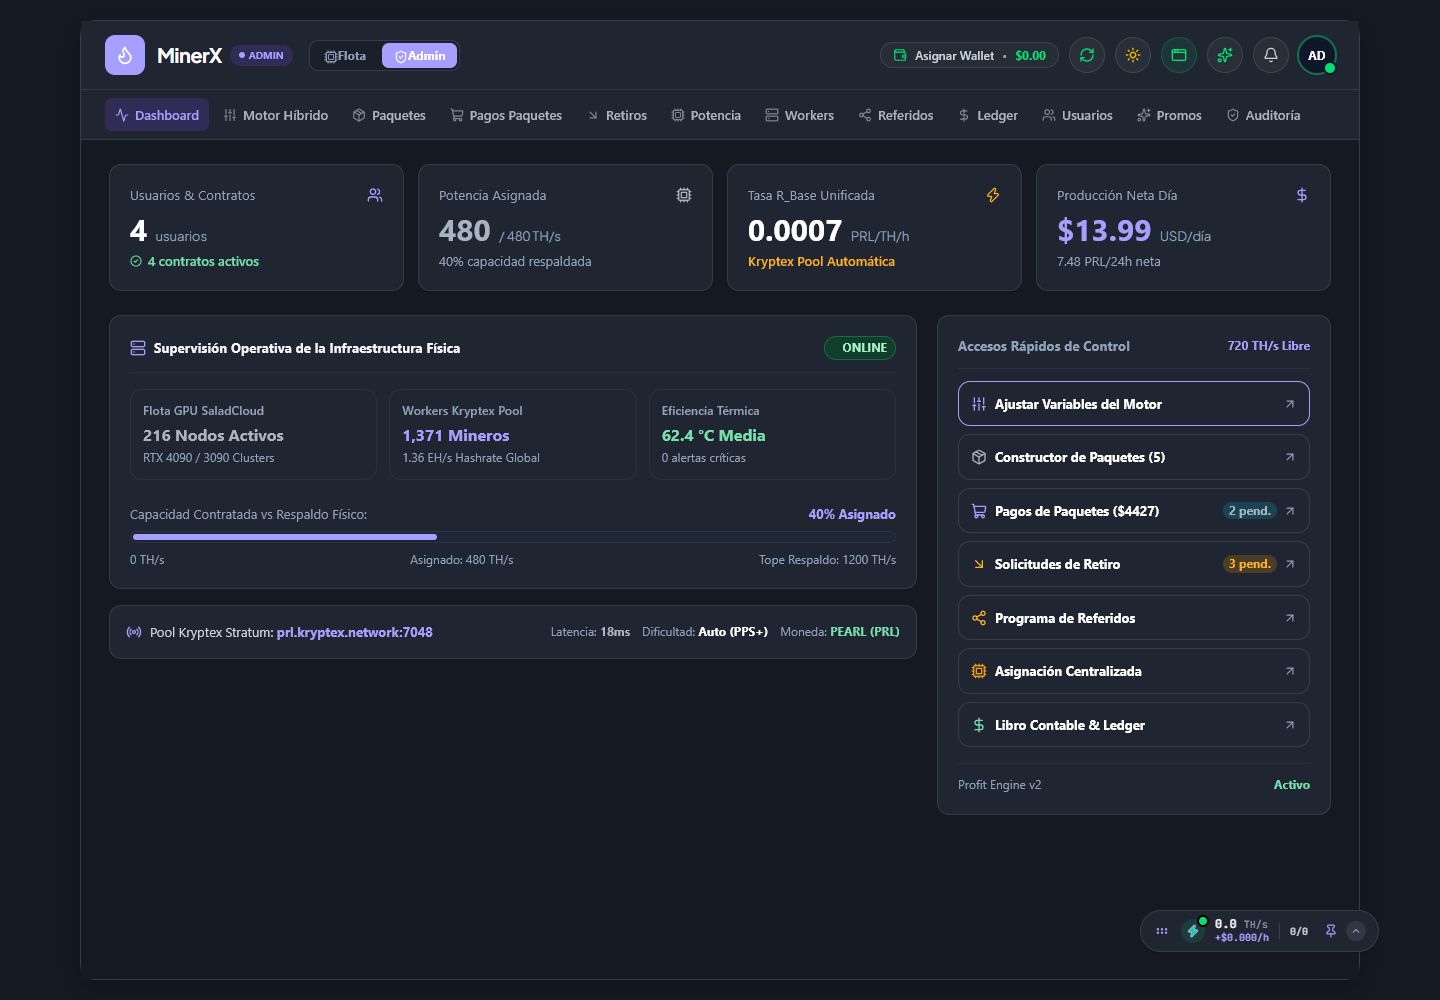 MinerX
ADMIN
Flota
Admin
Asignar Wallet • $0.00
AD
Dashboard
Motor Híbrido
Paquetes
Pagos Paquetes
Retiros
Potencia
Workers
Referidos
Ledger
Usuarios
Promos
Auditoría
Usuarios & Contratos
4 usuarios
4 contratos activos
Potencia Asignada
480 / 480 TH/s
40% capacidad respaldada
Tasa R_Base Unificada
0.0007 PRL/TH/h
Kryptex Pool Automática
Producción Neta Día
$13.99 USD/día
7.48 PRL/24h neta
Supervisión Operativa de la Infraestructura Física
ONLINE
Flota GPU SaladCloud
216 Nodos Activos
RTX 4090 / 3090 Clusters
Workers Kryptex Pool
1,371 Mineros
1.36 EH/s Hashrate Global
Eficiencia Térmica
62.4 °C Media
0 alertas críticas
Capacidad Contratada vs Respaldo Físico:
40% Asignado
0 TH/s
Asignado: 480 TH/s
Tope Respaldo: 1200 TH/s
Pool Kryptex Stratum: prl.kryptex.network:7048
Latencia: 18ms
Dificultad: Auto (PPS+)
Moneda: PEARL (PRL)
Accesos Rápidos de Control
720 TH/s Libre
Ajustar Variables del Motor
Constructor de Paquetes (5)
Pagos de Paquetes ($4427)
2 pend.
Solicitudes de Retiro
3 pend.
Programa de Referidos
Asignación Centralizada
Libro Contable & Ledger
Profit Engine v2
Activo
0.0 TH/s
+$0.000/h
0/0